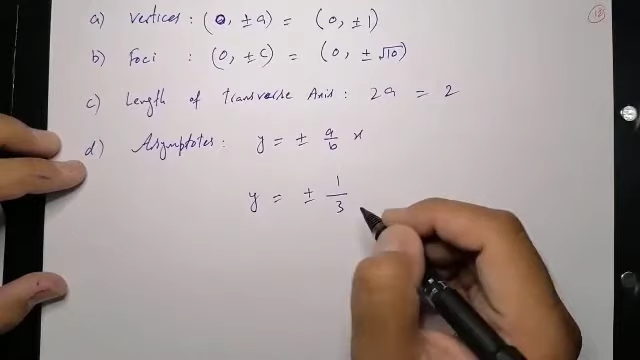 a) Vertices: (0, ±a) = (0, ±1)
b) Foci : (0, ±c) = (0, ±√10)
c) Length of Transverse Axis: 2a = 2
d) Asymptotes: y = ± a/b x
y = ± 1/3